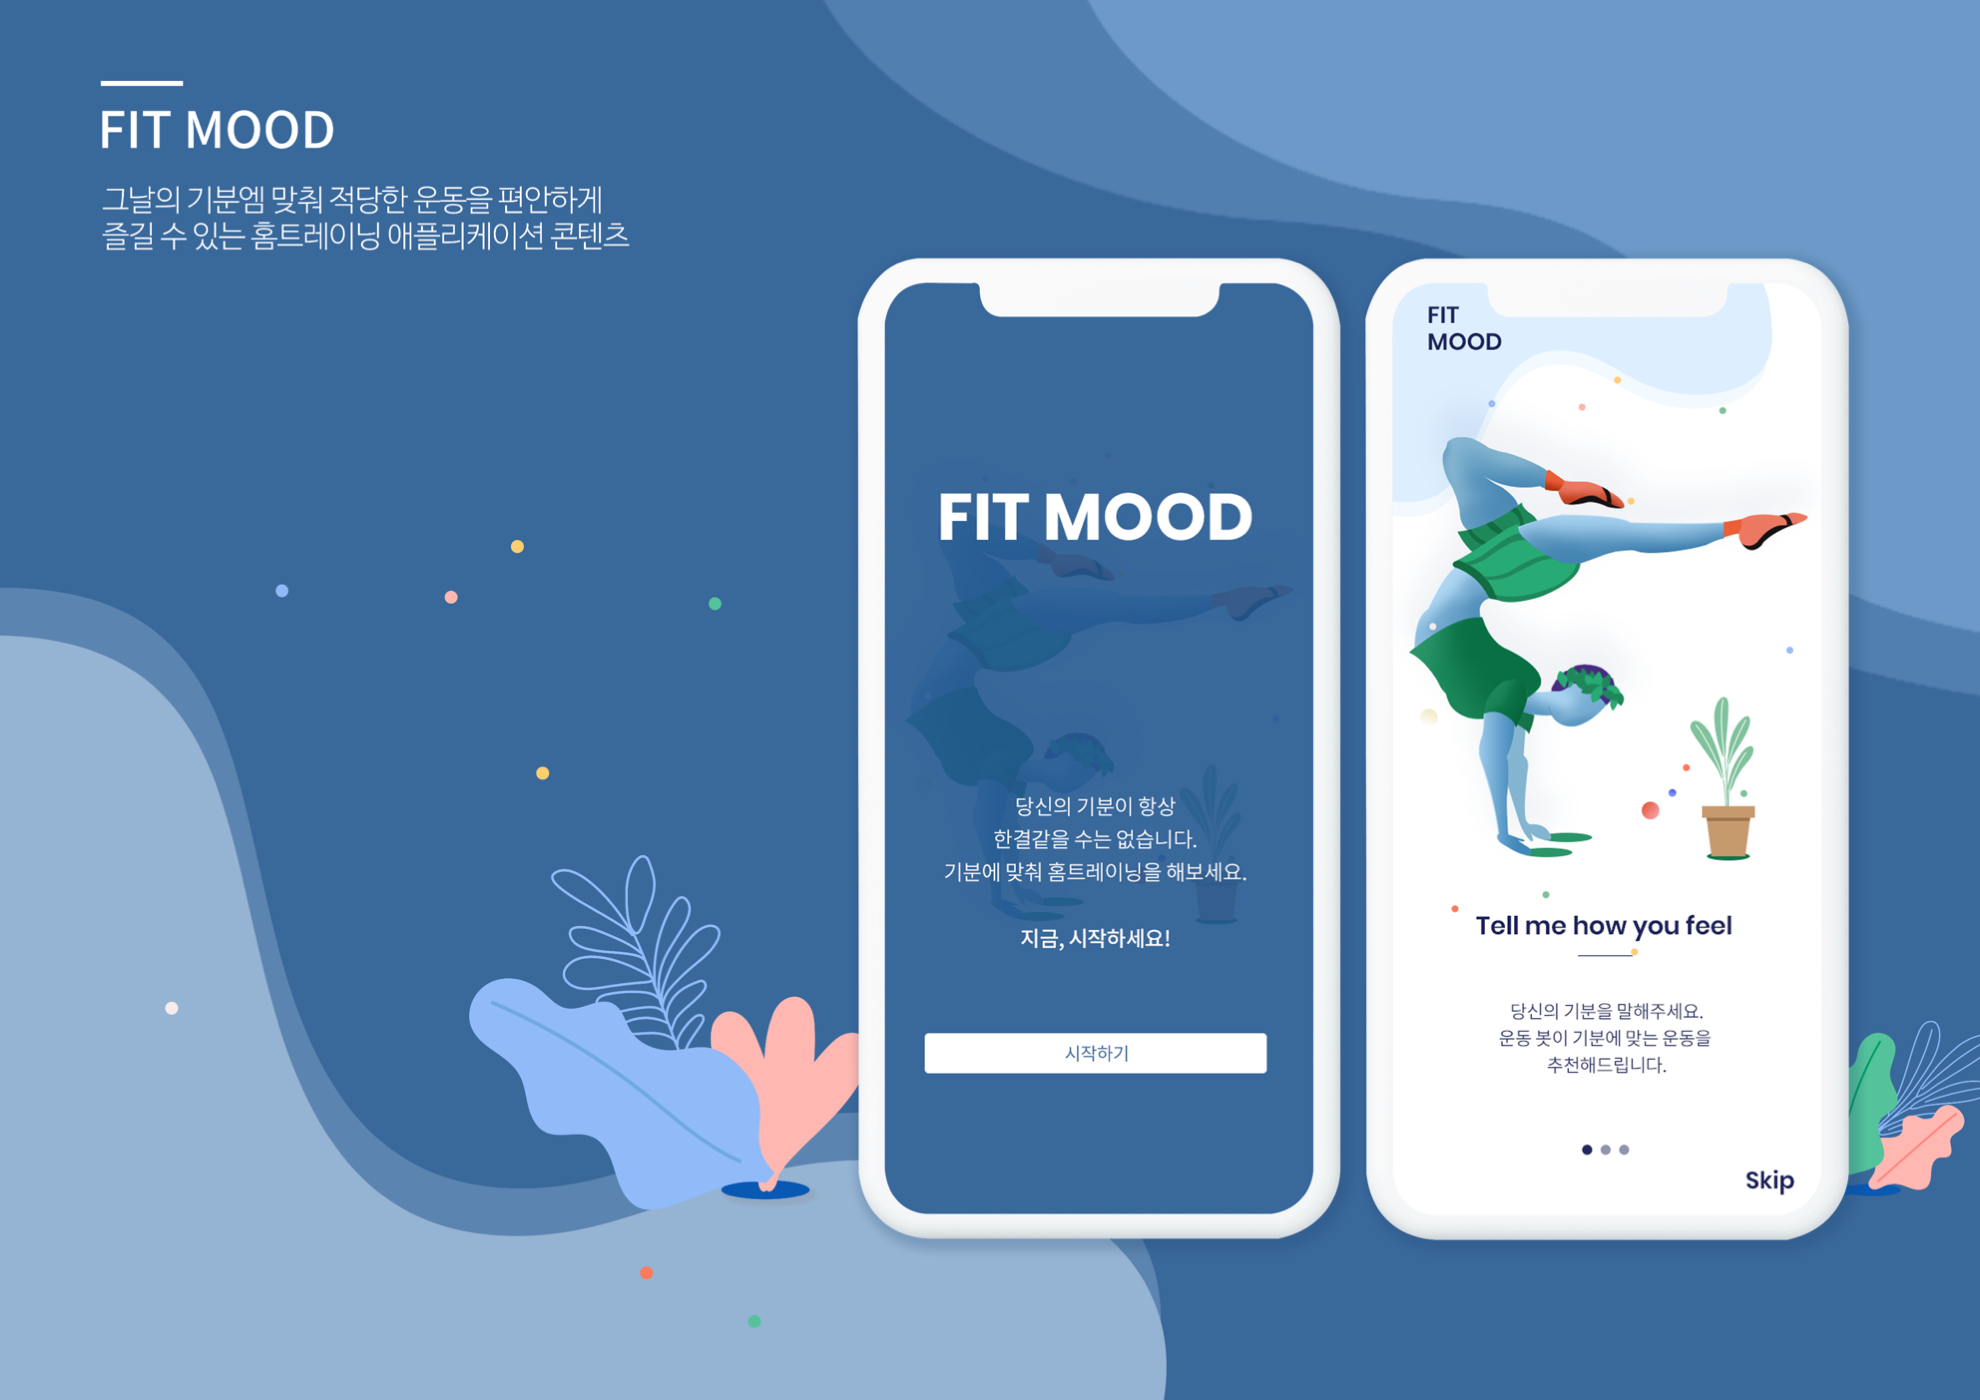 FIT MOOD
그날의 기분엠 맞춰 적당한 운동을 편안하게
즐길 수 있는 홈트레이닝 애플리케이션 콘텐츠
FIT MOOD
당신의 기분이 항상
한결같을 수는 없습니다.
기분에 맞춰 홈트레이닝을 해보세요.
지금, 시작하세요!
시작하기
FIT
MOOD
Tell me how you feel
당신의 기분을 말해주세요.
운동 봇이 기분에 맞는 운동을
추천해드립니다.
Skip